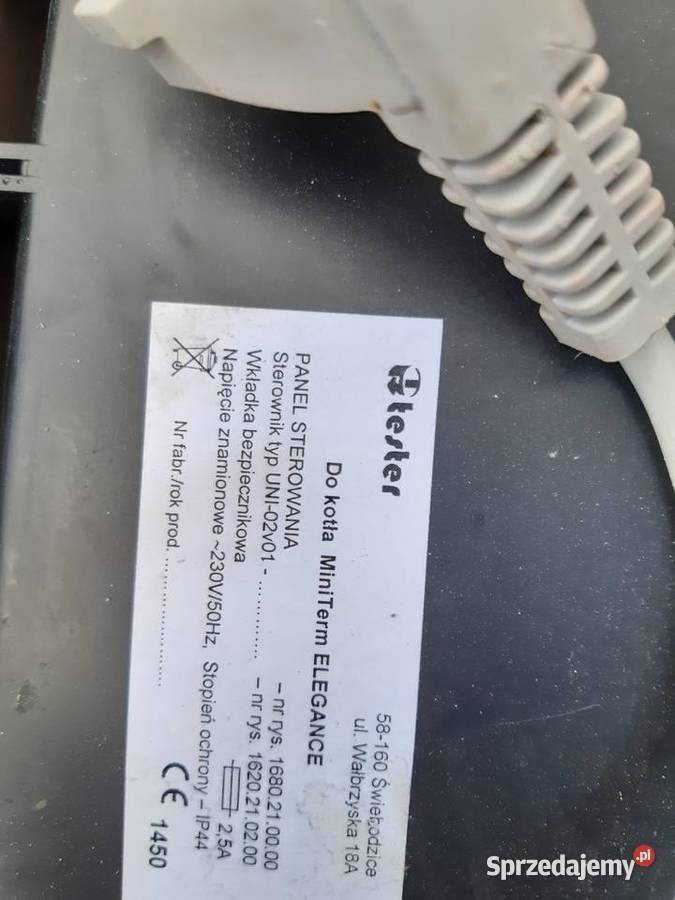 tester
58-160 Świebodzice
ul. Wałbrzyska 18A
Do kotła MiniTerm ELEGANCE
PANEL STEROWANIA – nr rys. 1680.21.00.00
Sterownik typ UNI-02v01 - .............. – nr rys. 1620.21.02.00
Wkładka bezpiecznikowa 2,5A
Napięcie znamionowe ~230V/50Hz, Stopień ochrony – IP44
Nr fabr./rok prod. ........................
CE 1450
Sprzedajemy.pl